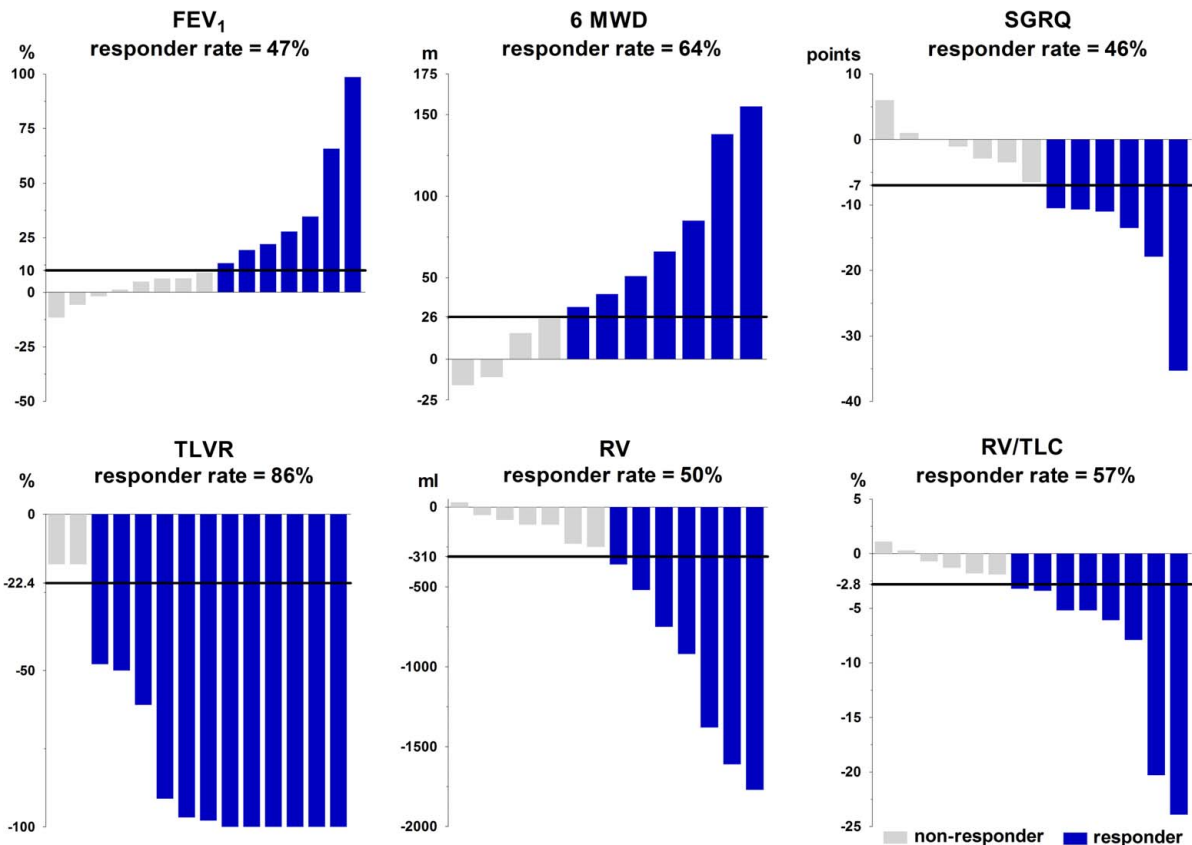 FEV₁
responder rate = 47%
%
100
75
50
25
10
0
-25
-50
6 MWD
responder rate = 64%
m
175
150
100
50
26
0
-25
SGRQ
responder rate = 46%
points
10
0
-7
-10
-20
-30
-40
TLVR
responder rate = 86%
%
0
-22.4
-50
-100
RV
responder rate = 50%
ml
0
-310
-500
-1000
-1500
-2000
RV/TLC
responder rate = 57%
%
5
0
-2.8
-5
-10
-15
-20
-25
non-responder responder